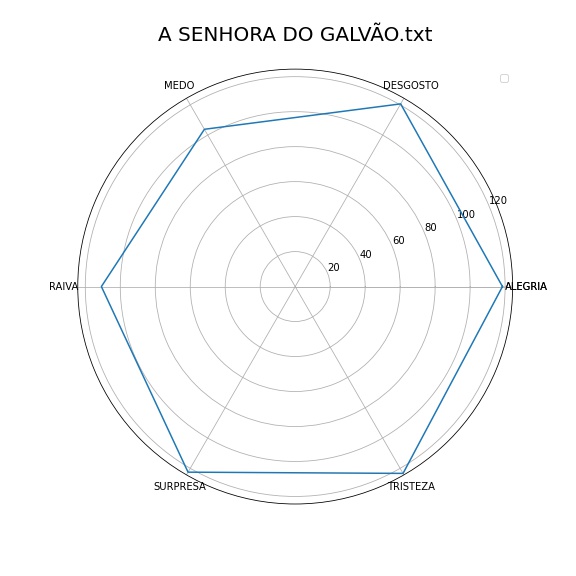 A SENHORA DO GALVÃO.txt
MEDO
DESGOSTO
120
100
80
60
40
20
RAIVA
ALEGRIA
SURPRESA
TRISTEZA